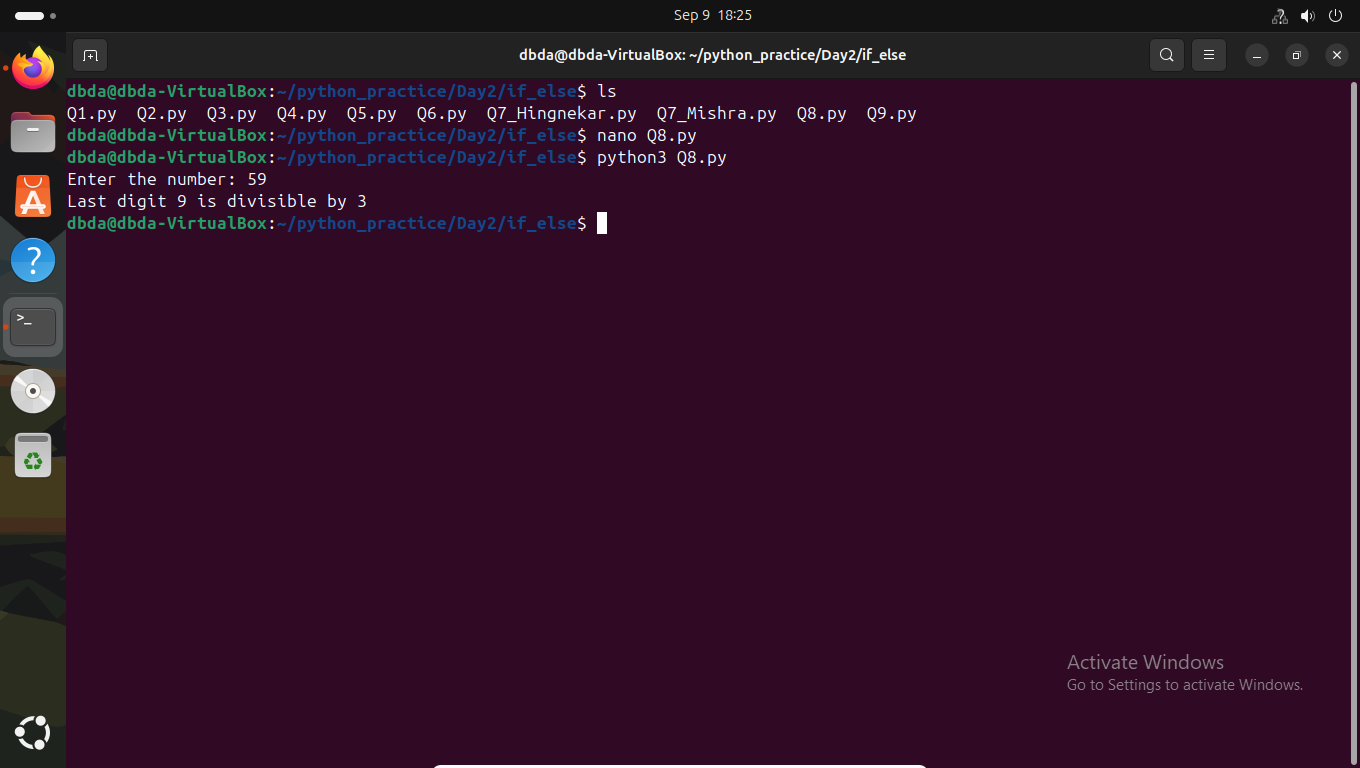 Sep 9 18:25
dbda@dbda-VirtualBox: ~/python_practice/Day2/if_else
dbda@dbda-VirtualBox:~/python_practice/Day2/if_else$ ls
Q1.py Q2.py Q3.py Q4.py Q5.py Q6.py Q7_Hingnekar.py Q7_Mishra.py Q8.py Q9.py
dbda@dbda-VirtualBox:~/python_practice/Day2/if_else$ nano Q8.py
dbda@dbda-VirtualBox:~/python_practice/Day2/if_else$ python3 Q8.py
Enter the number: 59
Last digit 9 is divisible by 3
dbda@dbda-VirtualBox:~/python_practice/Day2/if_else$
Activate Windows
Go to Settings to activate Windows.